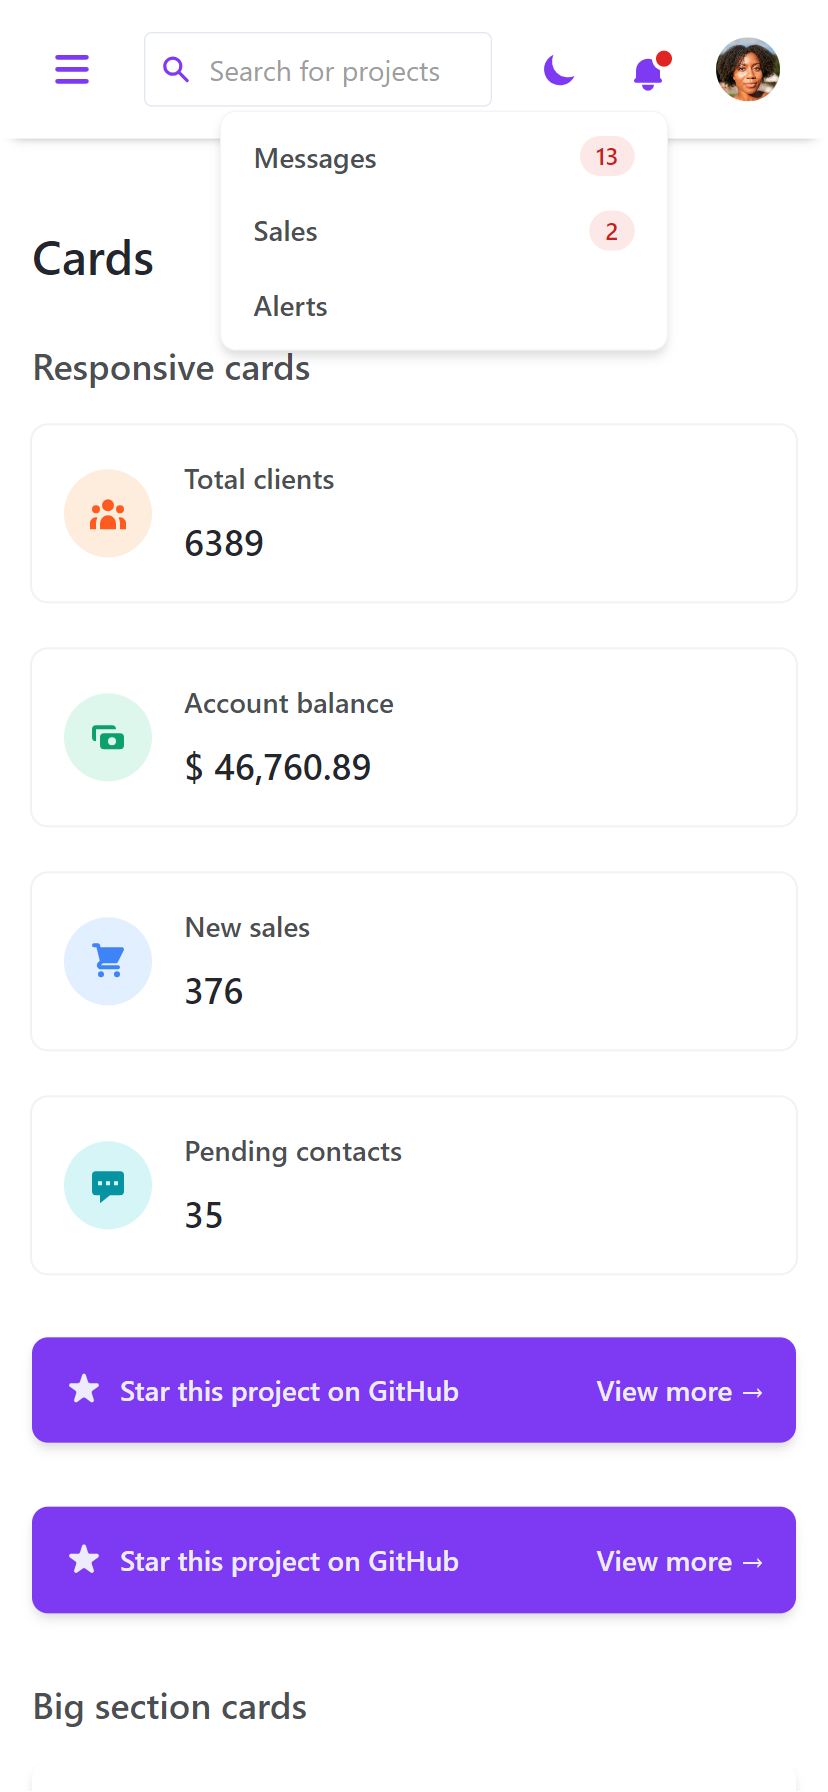 Search for projects
Messages 13
Sales 2
Alerts
Cards
Responsive cards
Total clients
6389
Account balance
$ 46,760.89
New sales
376
Pending contacts
35
Star this project on GitHub View more →
Star this project on GitHub View more →
Big section cards